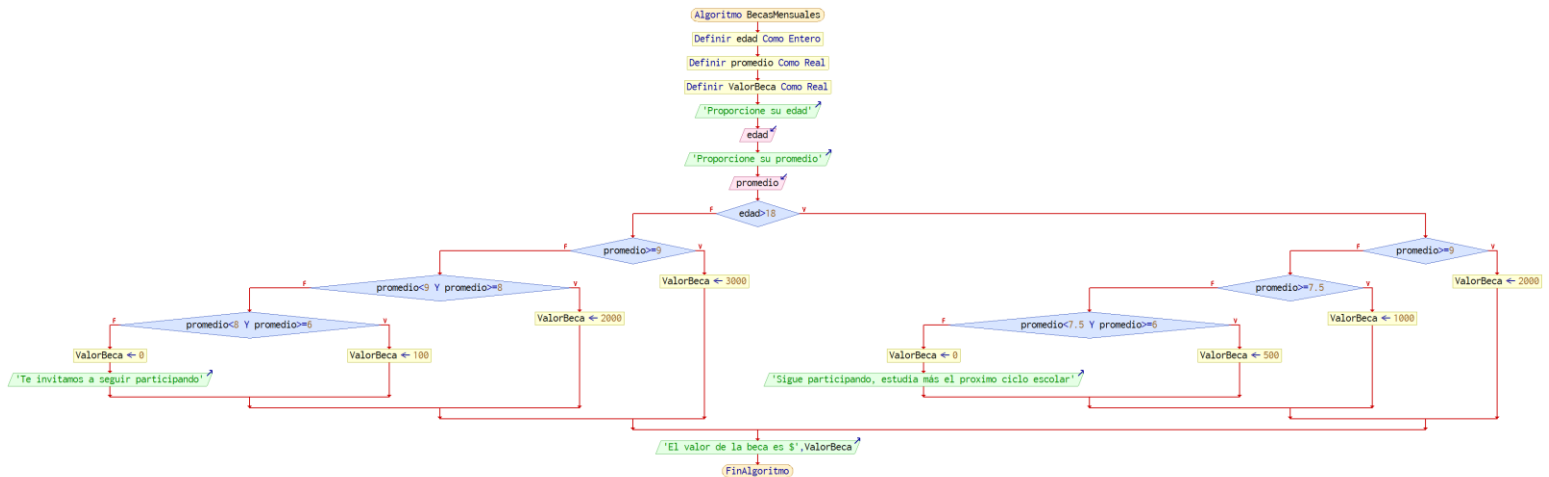 Algoritmo BecasMensuales
Definir edad Como Entero
Definir promedio Como Real
Definir ValorBeca Como Real
'Proporcione su edad'
edad
'Proporcione su promedio'
promedio
F edad>18 V
F promedio>=9 V
F promedio>=9 V
F promedio<9 Y promedio>=8 V
ValorBeca ← 3000
F promedio>=7.5 V
ValorBeca ← 2000
F promedio<8 Y promedio>=6 V
ValorBeca ← 2000
F promedio<7.5 Y promedio>=6 V
ValorBeca ← 1000
ValorBeca ← 0
ValorBeca ← 100
ValorBeca ← 0
ValorBeca ← 500
'Te invitamos a seguir participando'
'Sigue participando, estudia más el proximo ciclo escolar'
'El valor de la beca es $',ValorBeca
FinAlgoritmo